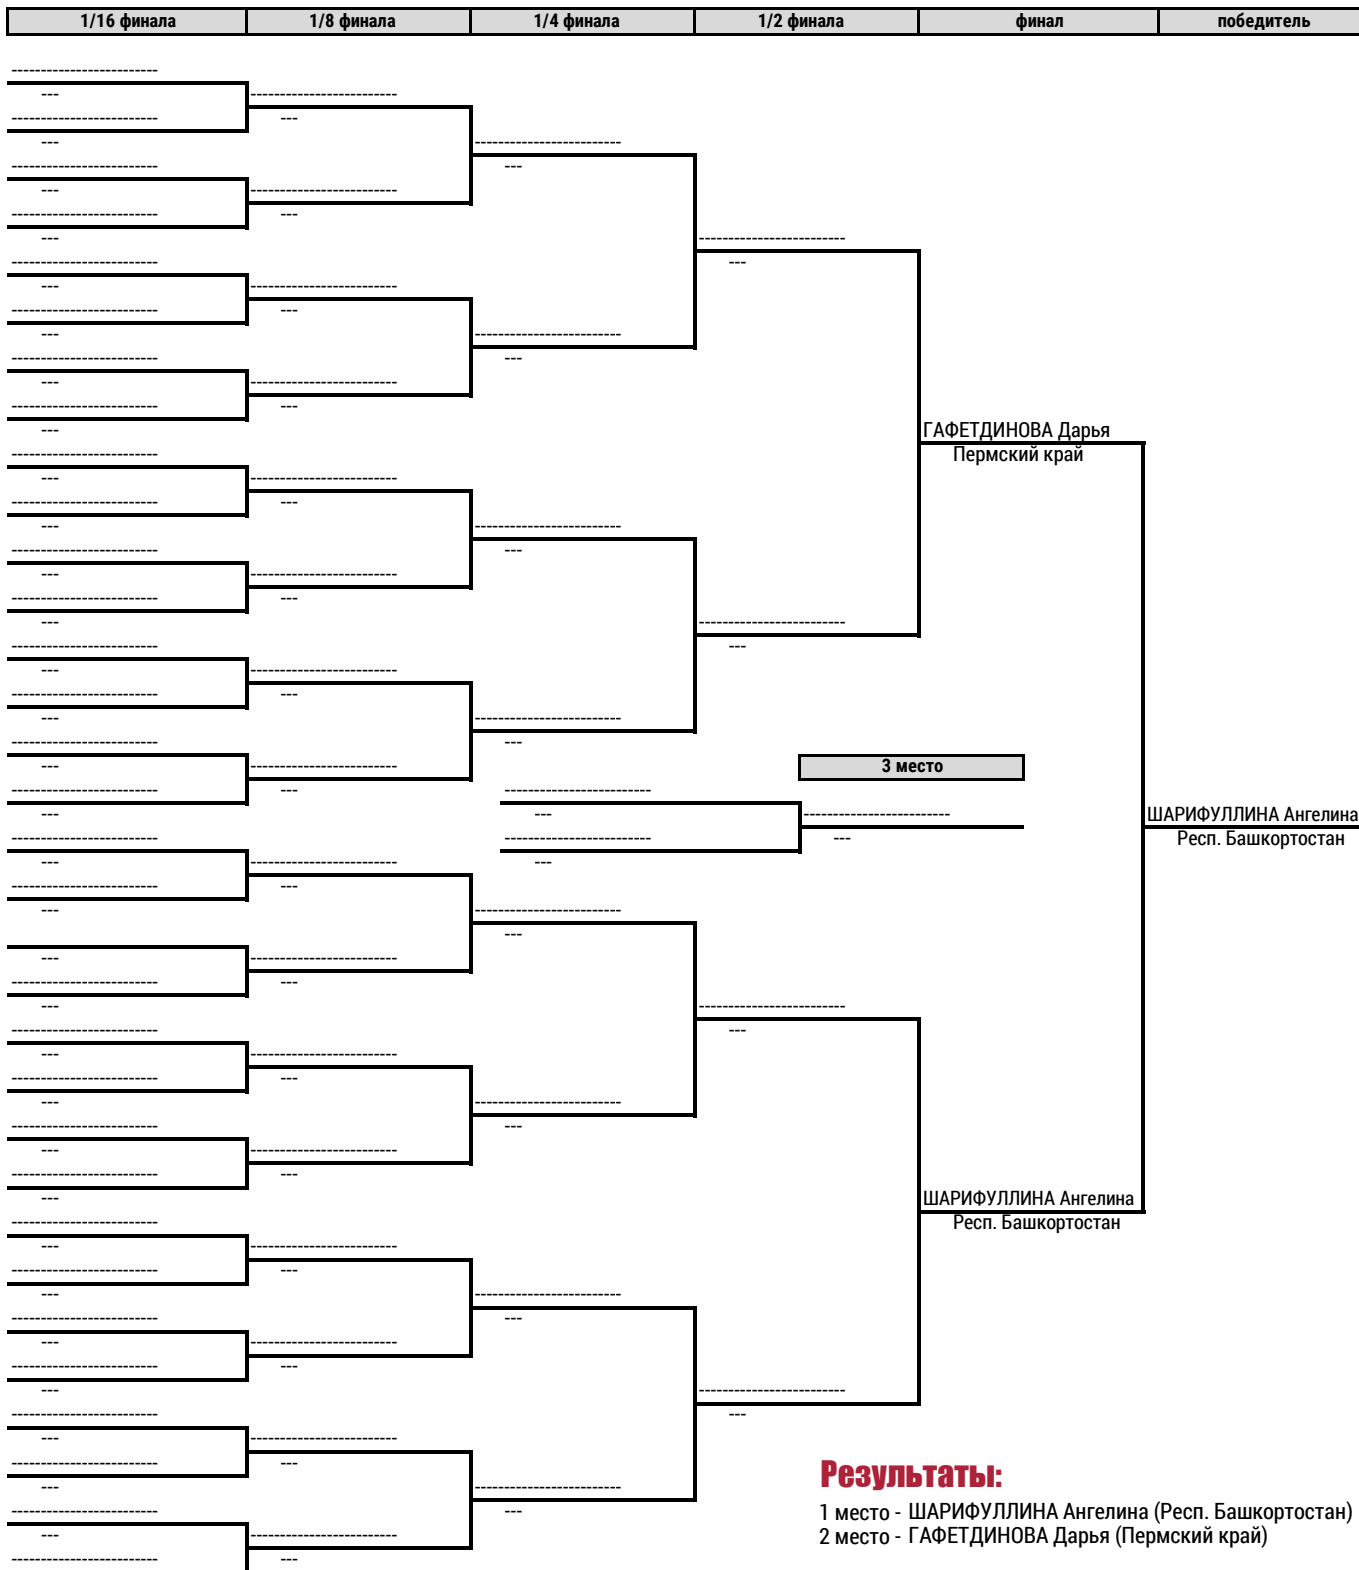 1/16 финала 1/8 финала 1/4 финала 1/2 финала финал победитель
-------------------------
---
-------------------------
---
-------------------------
---
-------------------------
---
ГАФЕТДИНОВА Дарья
Пермский край
3 место
-------------------------
---
-------------------------
---
-------------------------
---
ШАРИФУЛЛИНА Ангелина
Респ. Башкортостан
ШАРИФУЛЛИНА Ангелина
Респ. Башкортостан
Результаты:
1 место - ШАРИФУЛЛИНА Ангелина (Респ. Башкортостан)
2 место - ГАФЕТДИНОВА Дарья (Пермский край)